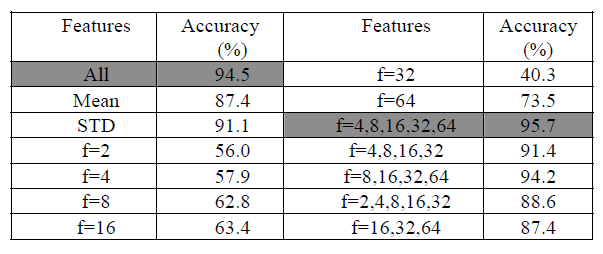 Features Accuracy (%) Features Accuracy (%)
All 94.5 f=32 40.3
Mean 87.4 f=64 73.5
STD 91.1 f=4,8,16,32,64 95.7
f=2 56.0 f=4,8,16,32 91.4
f=4 57.9 f=8,16,32,64 94.2
f=8 62.8 f=2,4,8,16,32 88.6
f=16 63.4 f=16,32,64 87.4